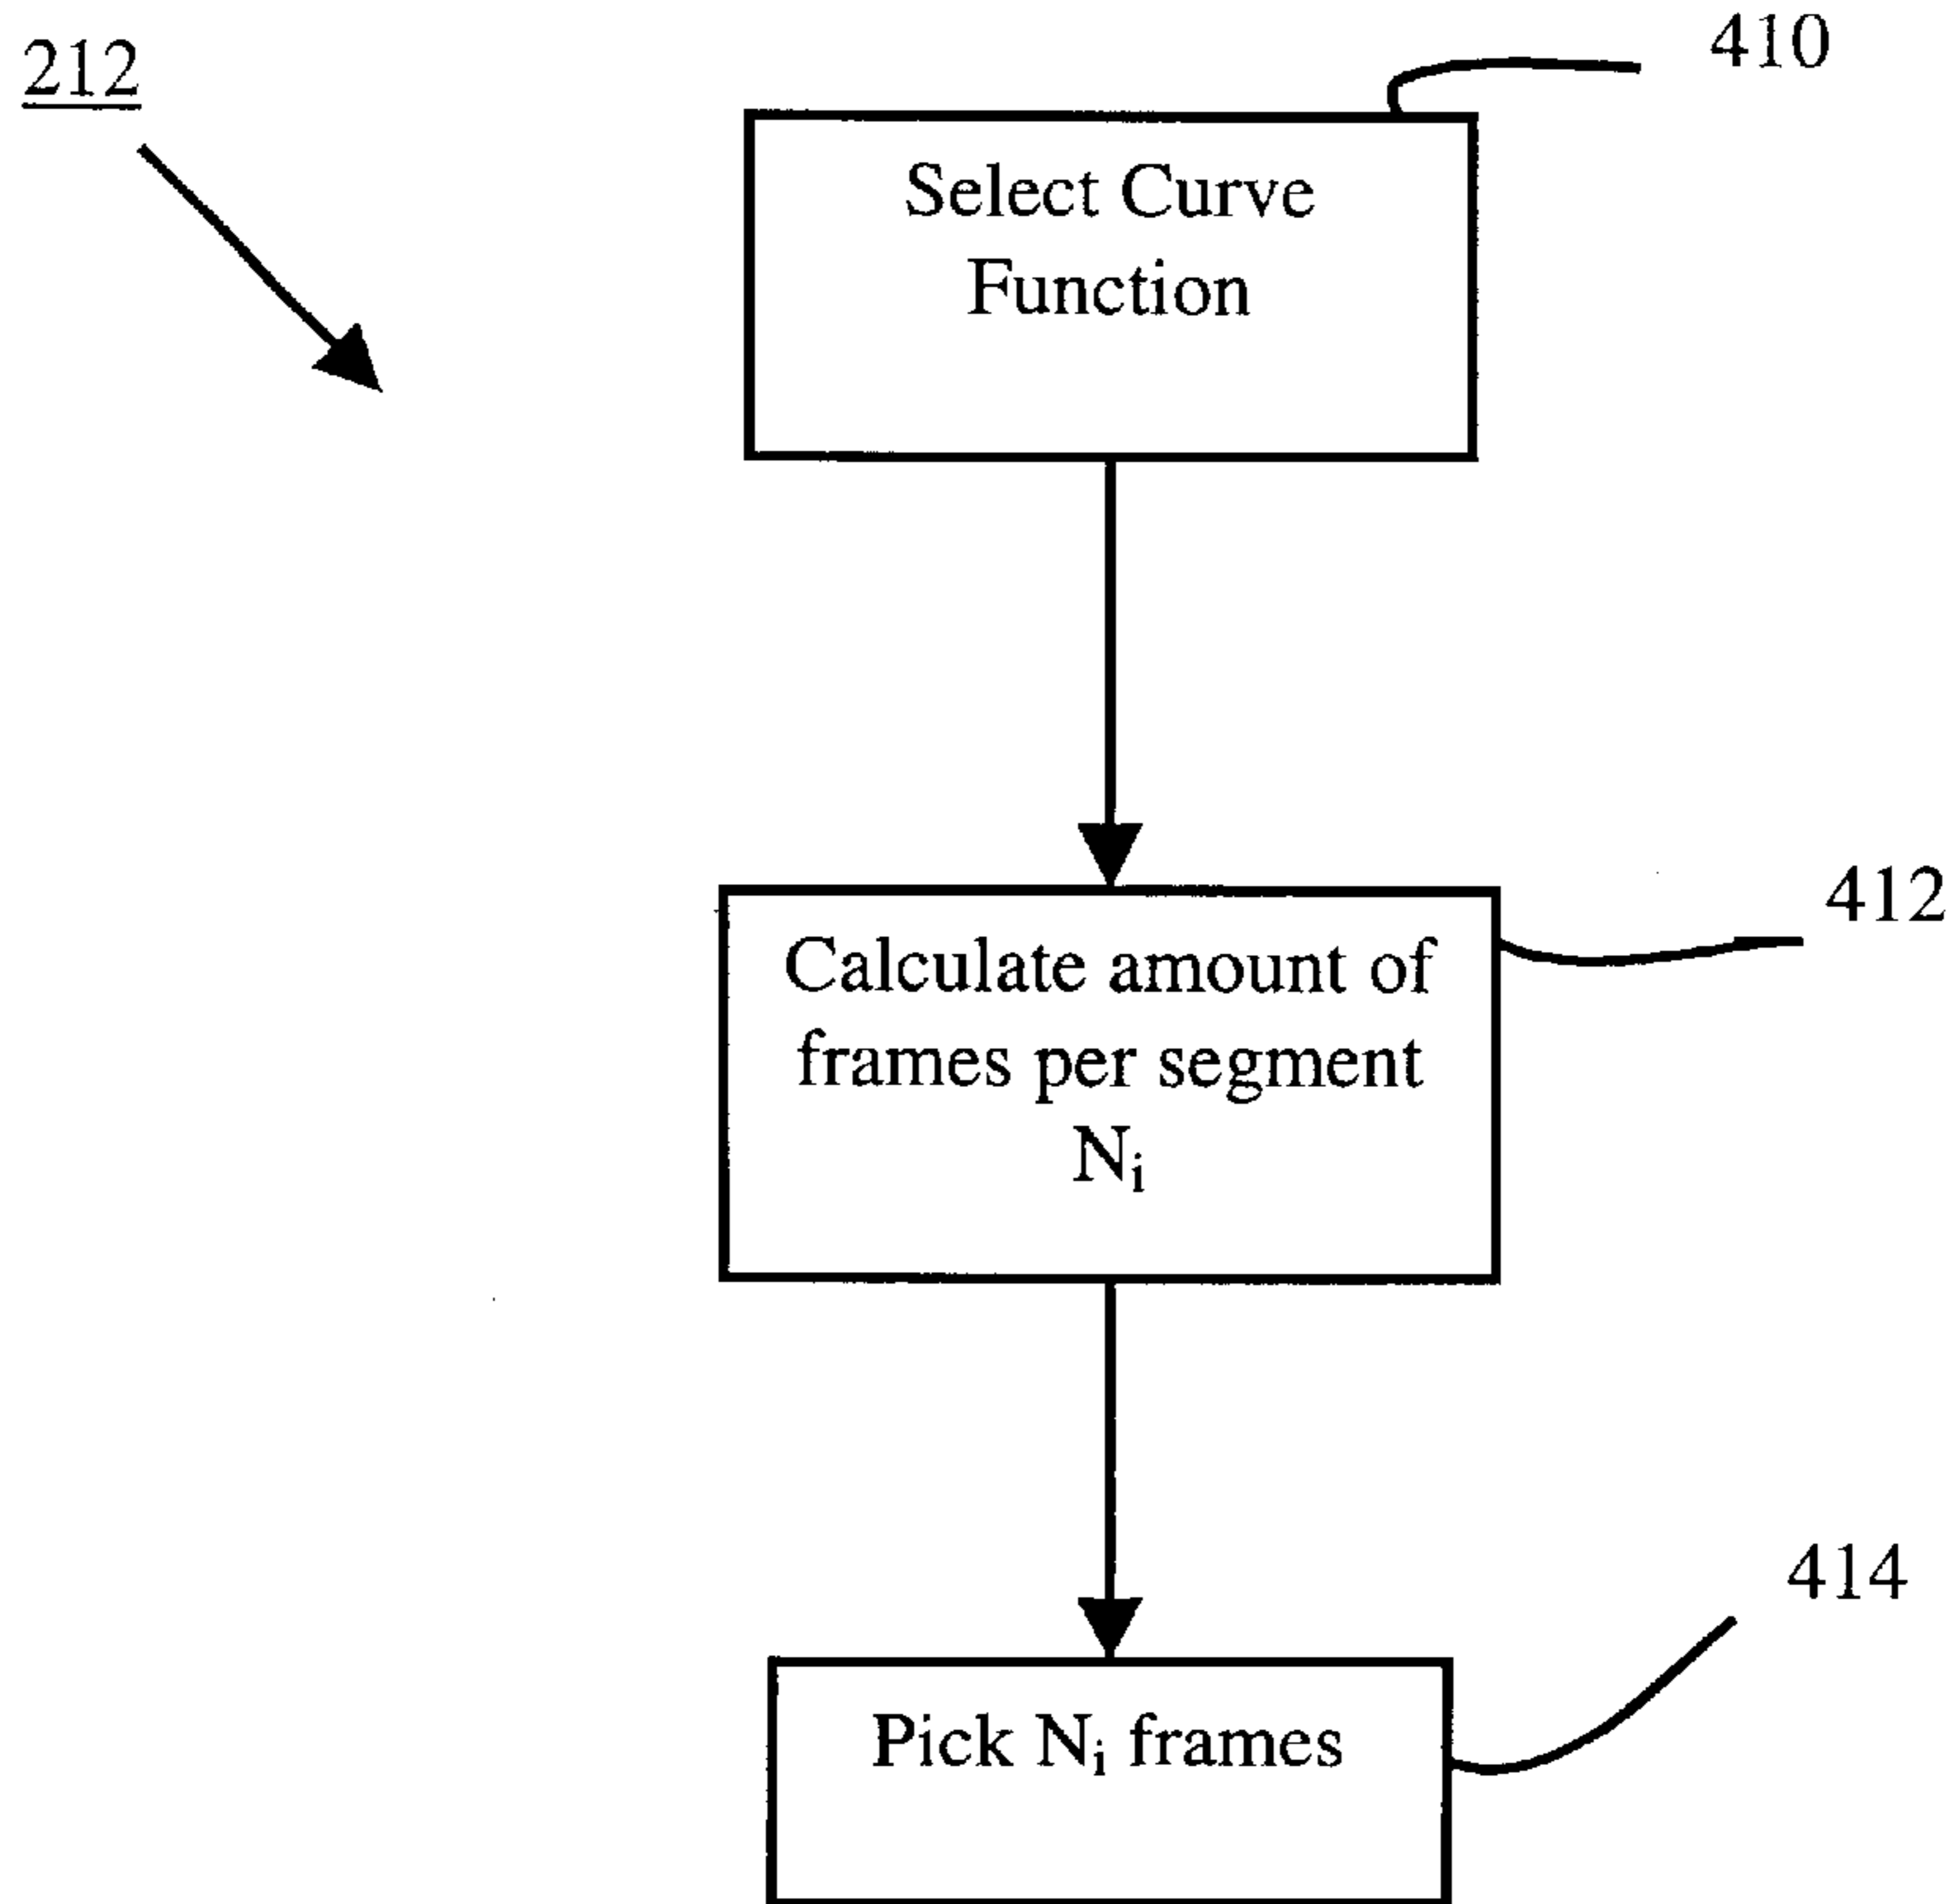 212
410
Select Curve
Function
412
Calculate amount of
frames per segment
Nᵢ
414
Pick Nᵢ frames